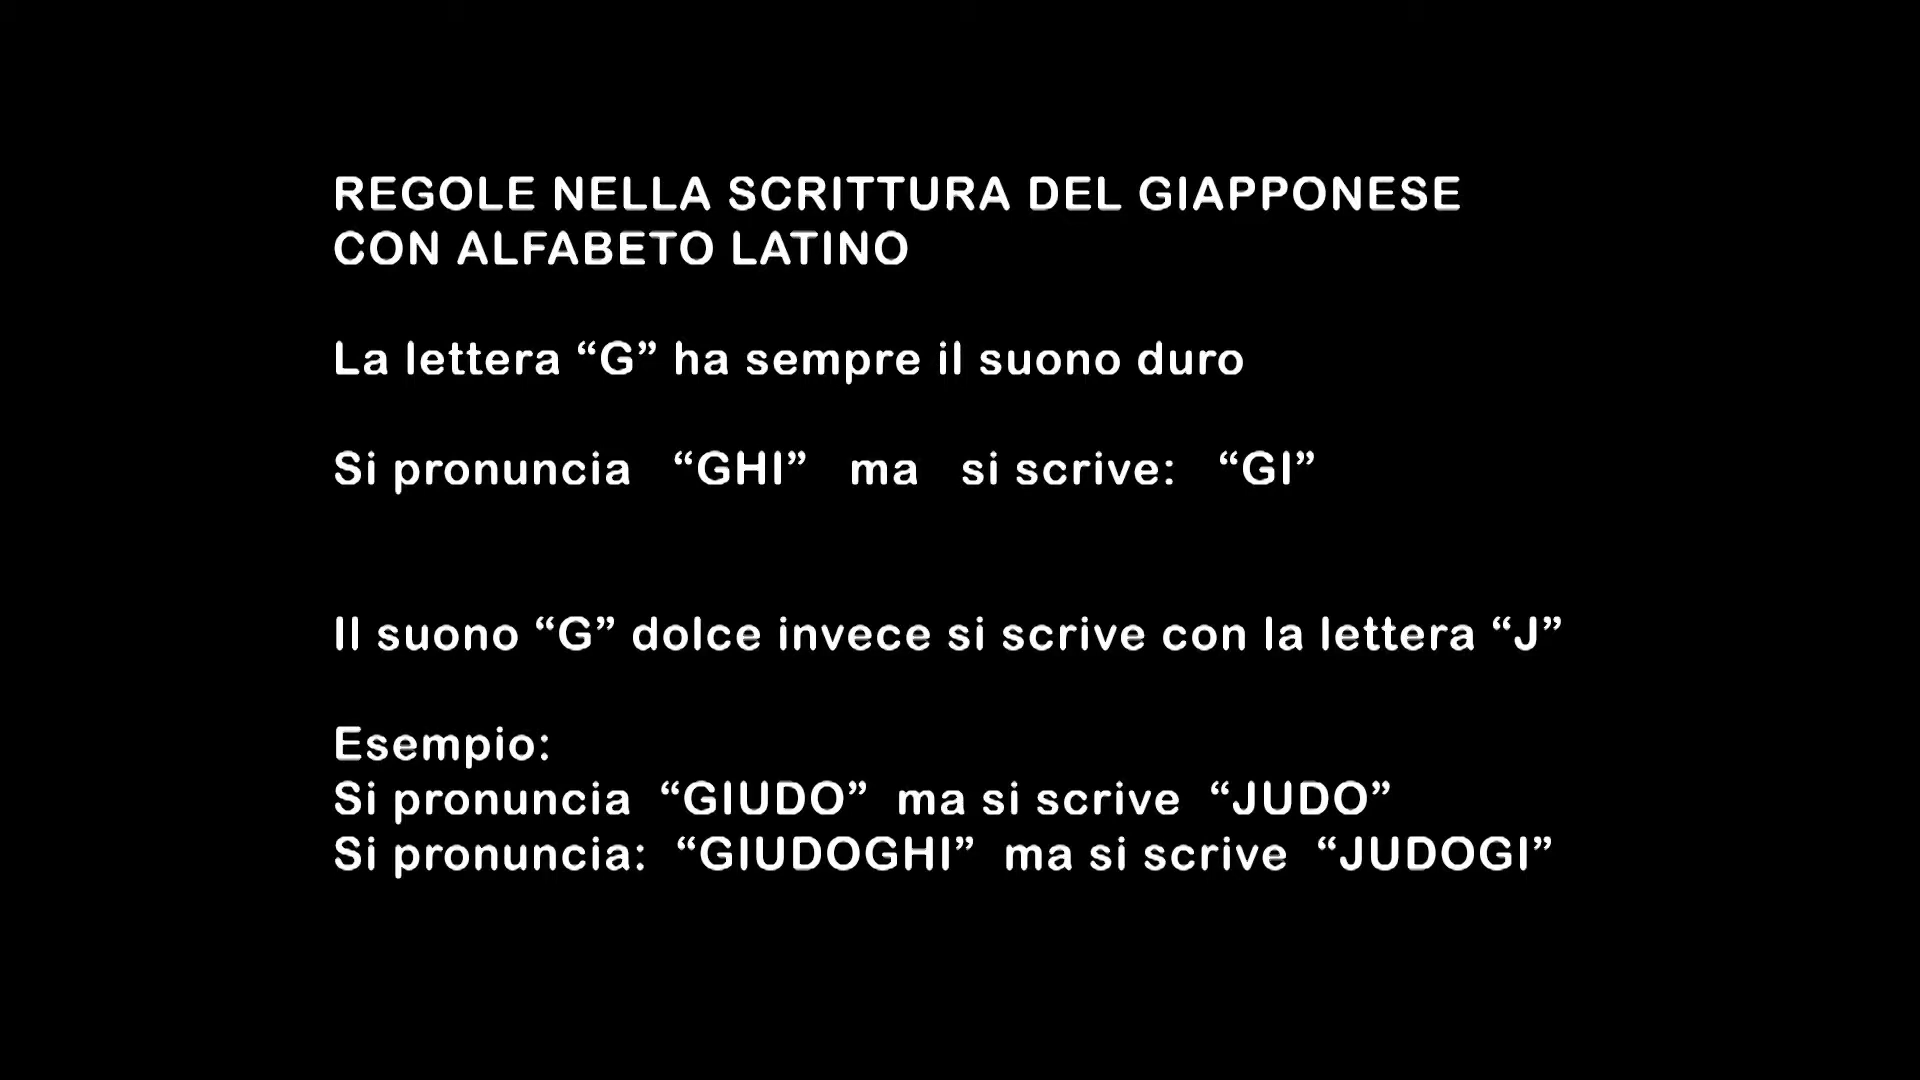 REGOLE NELLA SCRITTURA DEL GIAPPONESE
CON ALFABETO LATINO
La lettera “G” ha sempre il suono duro
Si pronuncia “GHI” ma si scrive: “GI”
Il suono “G” dolce invece si scrive con la lettera “J”
Esempio:
Si pronuncia “GIUDO” ma si scrive “JUDO”
Si pronuncia: “GIUDOGHI” ma si scrive “JUDOGI”